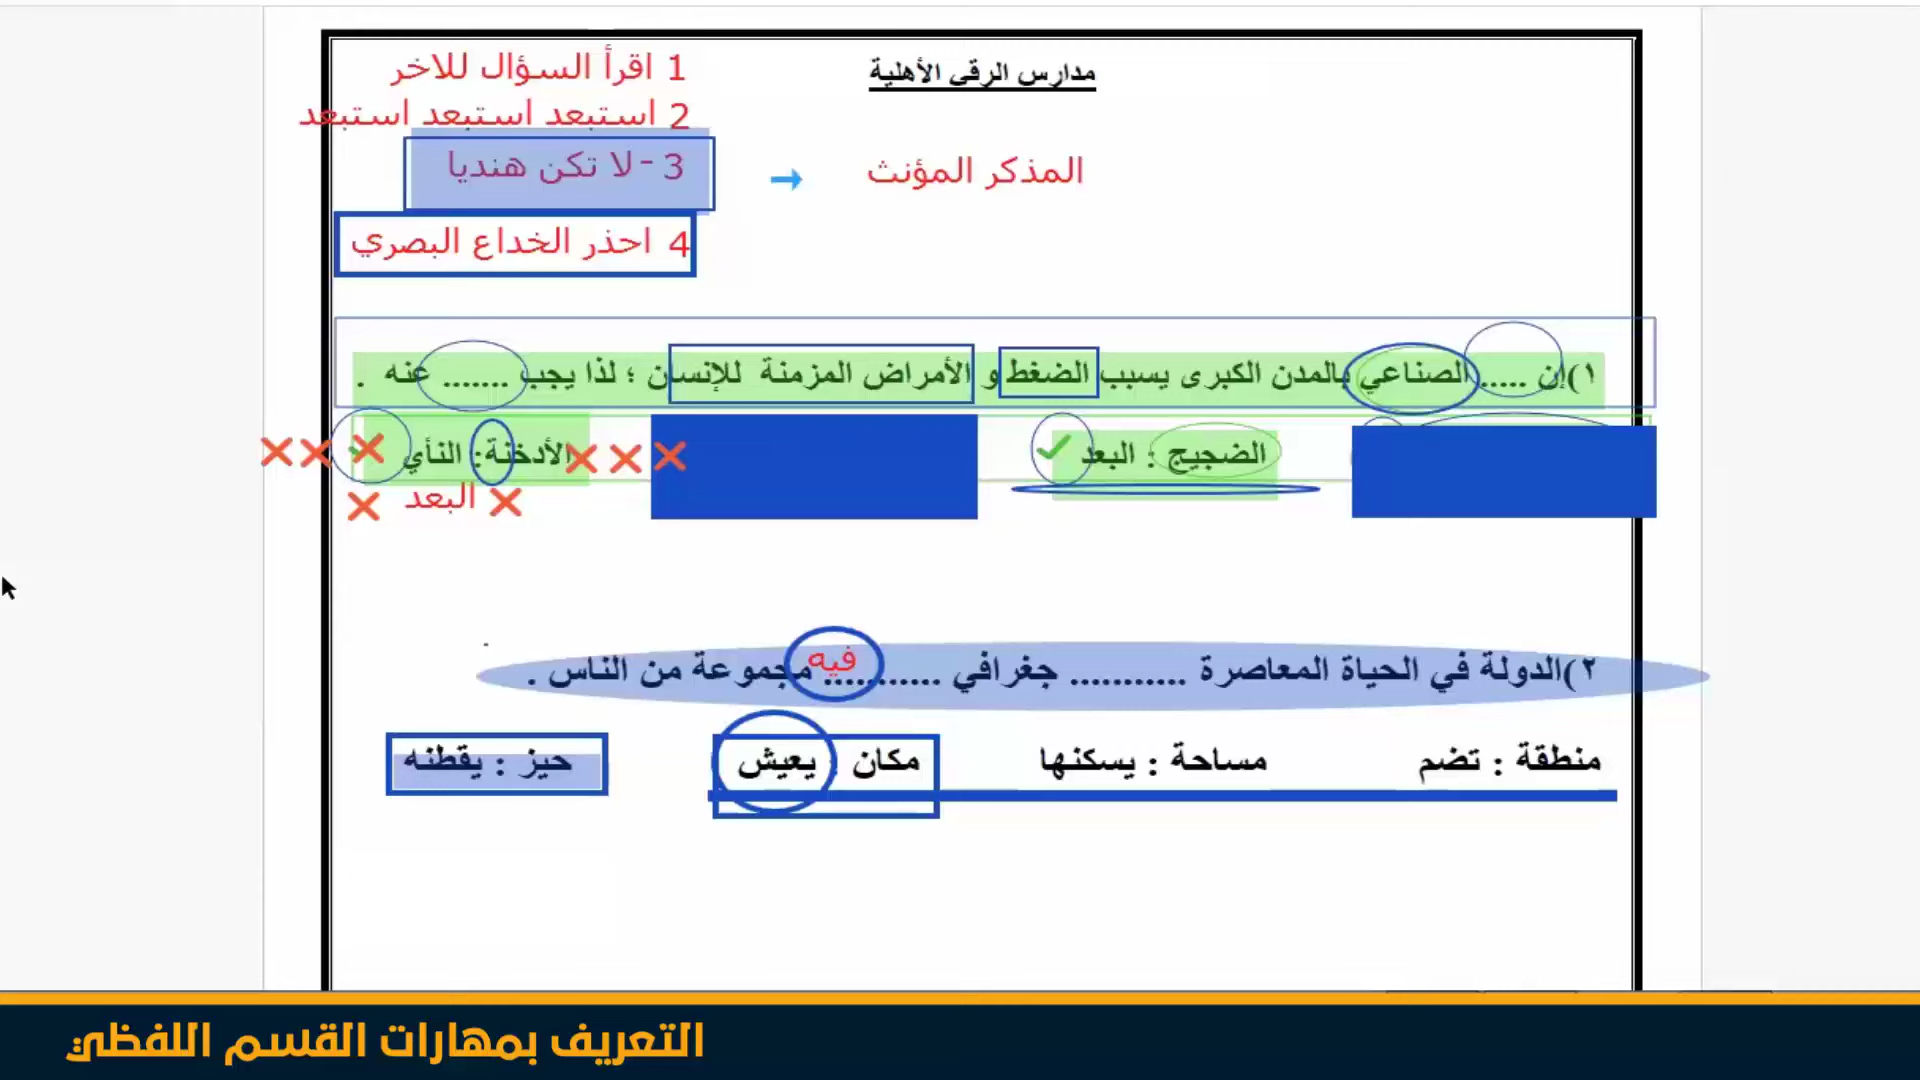 مدارس الرقي الأهلية
1 اقرأ السؤال للاخر
2 استبعد استبعد استبعد
3 -لا تكن هنديا
المذكر المؤنث
4 احذر الخداع البصري
١)إن ..... الصناعي بالمدن الكبرى يسبب الضغط و الأمراض المزمنة للإنسان ؛ لذا يجب ....... عنه .
الضجيج : البعد
الأدخنة: النأي
البعد
٢)الدولة في الحياة المعاصرة ........... جغرافي ............ مجموعة من الناس .
فيه
منطقة : تضم
مساحة : يسكنها
مكان : يعيش
حيز : يقطنه
التعريف بمهارات القسم اللفظي